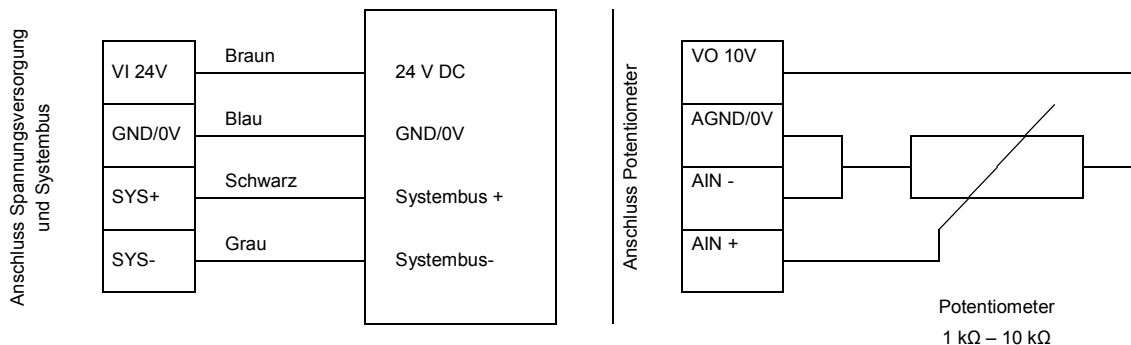 Anschluss Spannungsversorgung
und Systembus
VI 24V
Braun
24 V DC
GND/0V
Blau
GND/0V
SYS+
Schwarz
Systembus +
SYS-
Grau
Systembus-
Anschluss Potentiometer
VO 10V
AGND/0V
AIN -
AIN +
Potentiometer
1 kΩ – 10 kΩ